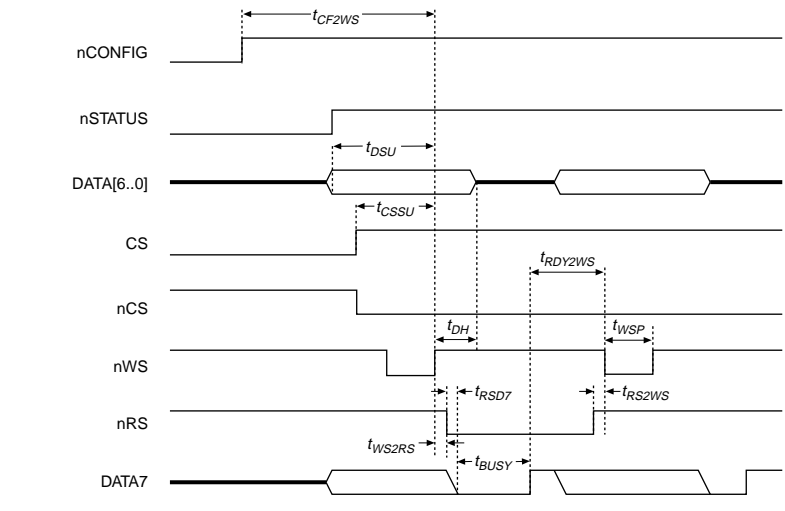 tCF2WS
nCONFIG
nSTATUS
tDSU
DATA[6..0]
tCSSU
CS
tRDY2WS
nCS
tDH
tWSP
nWS
tRSD7
tRS2WS
nRS
tWS2RS
tBUSY
DATA7